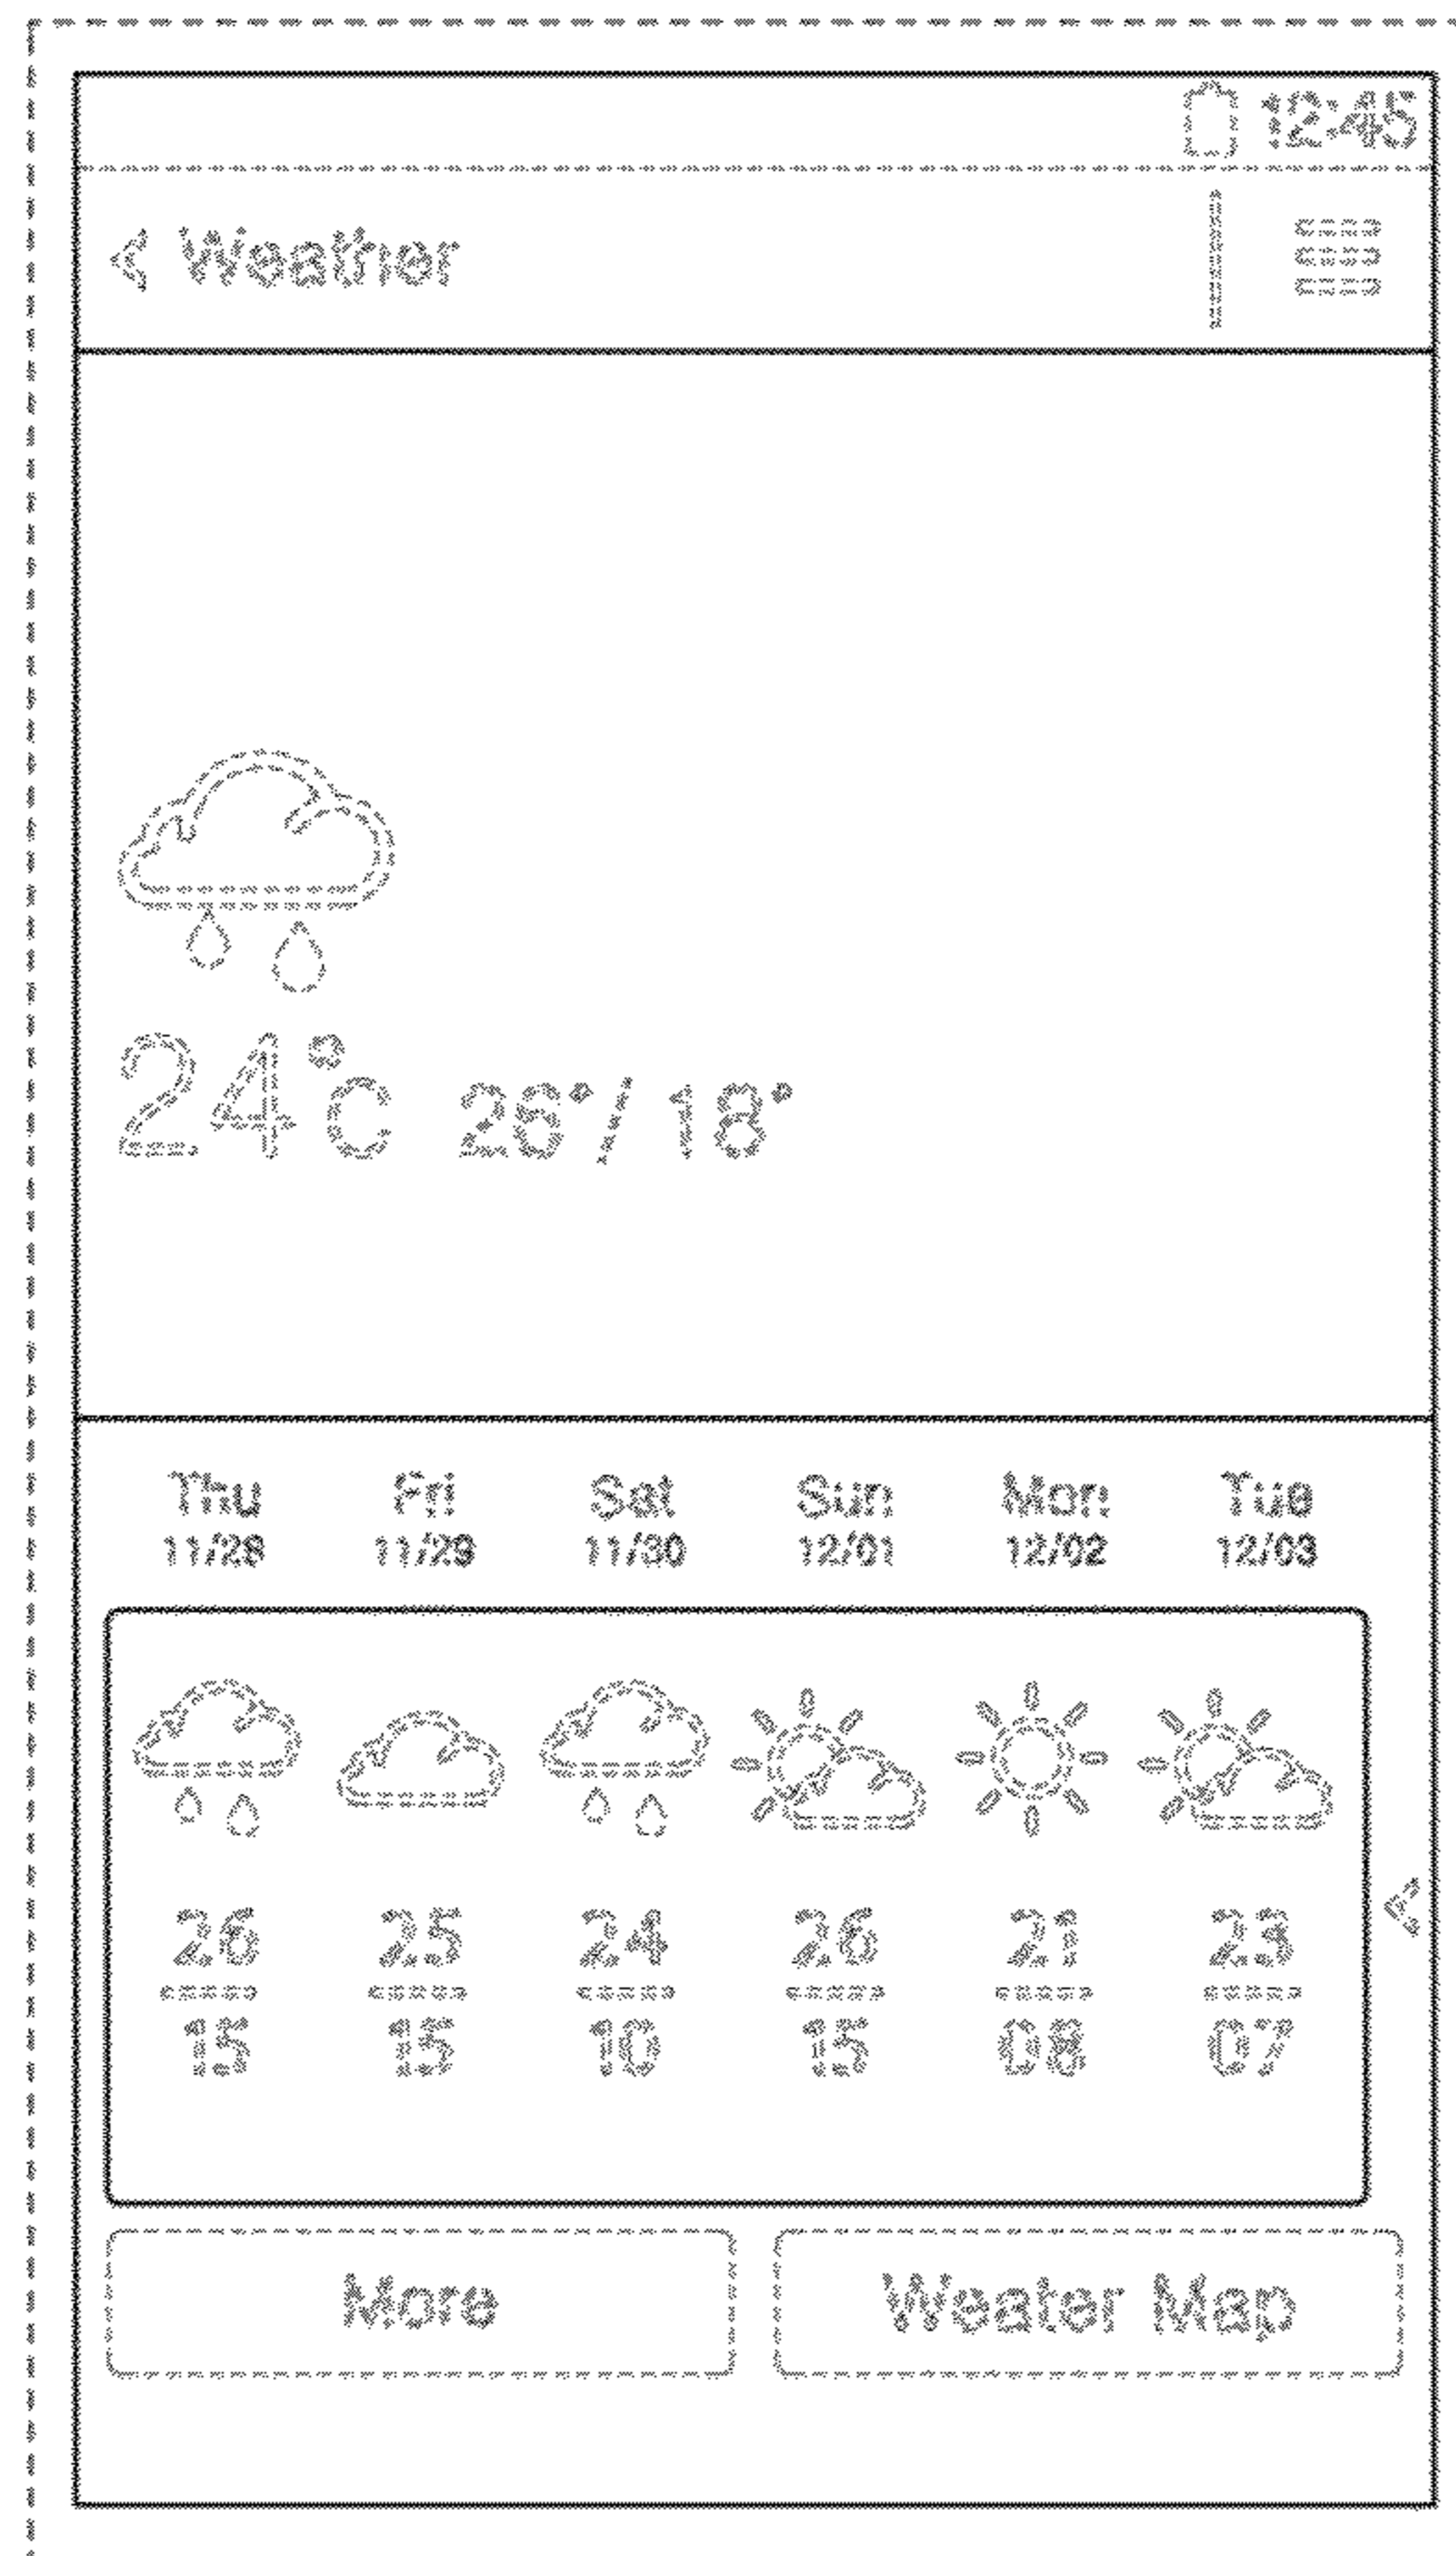 12:45
Weather
24°C 26°/ 18°
Thu Fri Sat Sun Mon Tue
11/28 11/29 11/30 12/01 12/02 12/03
26 25 24 26 21 23
15 15 10 15 08 07
More Weater Map